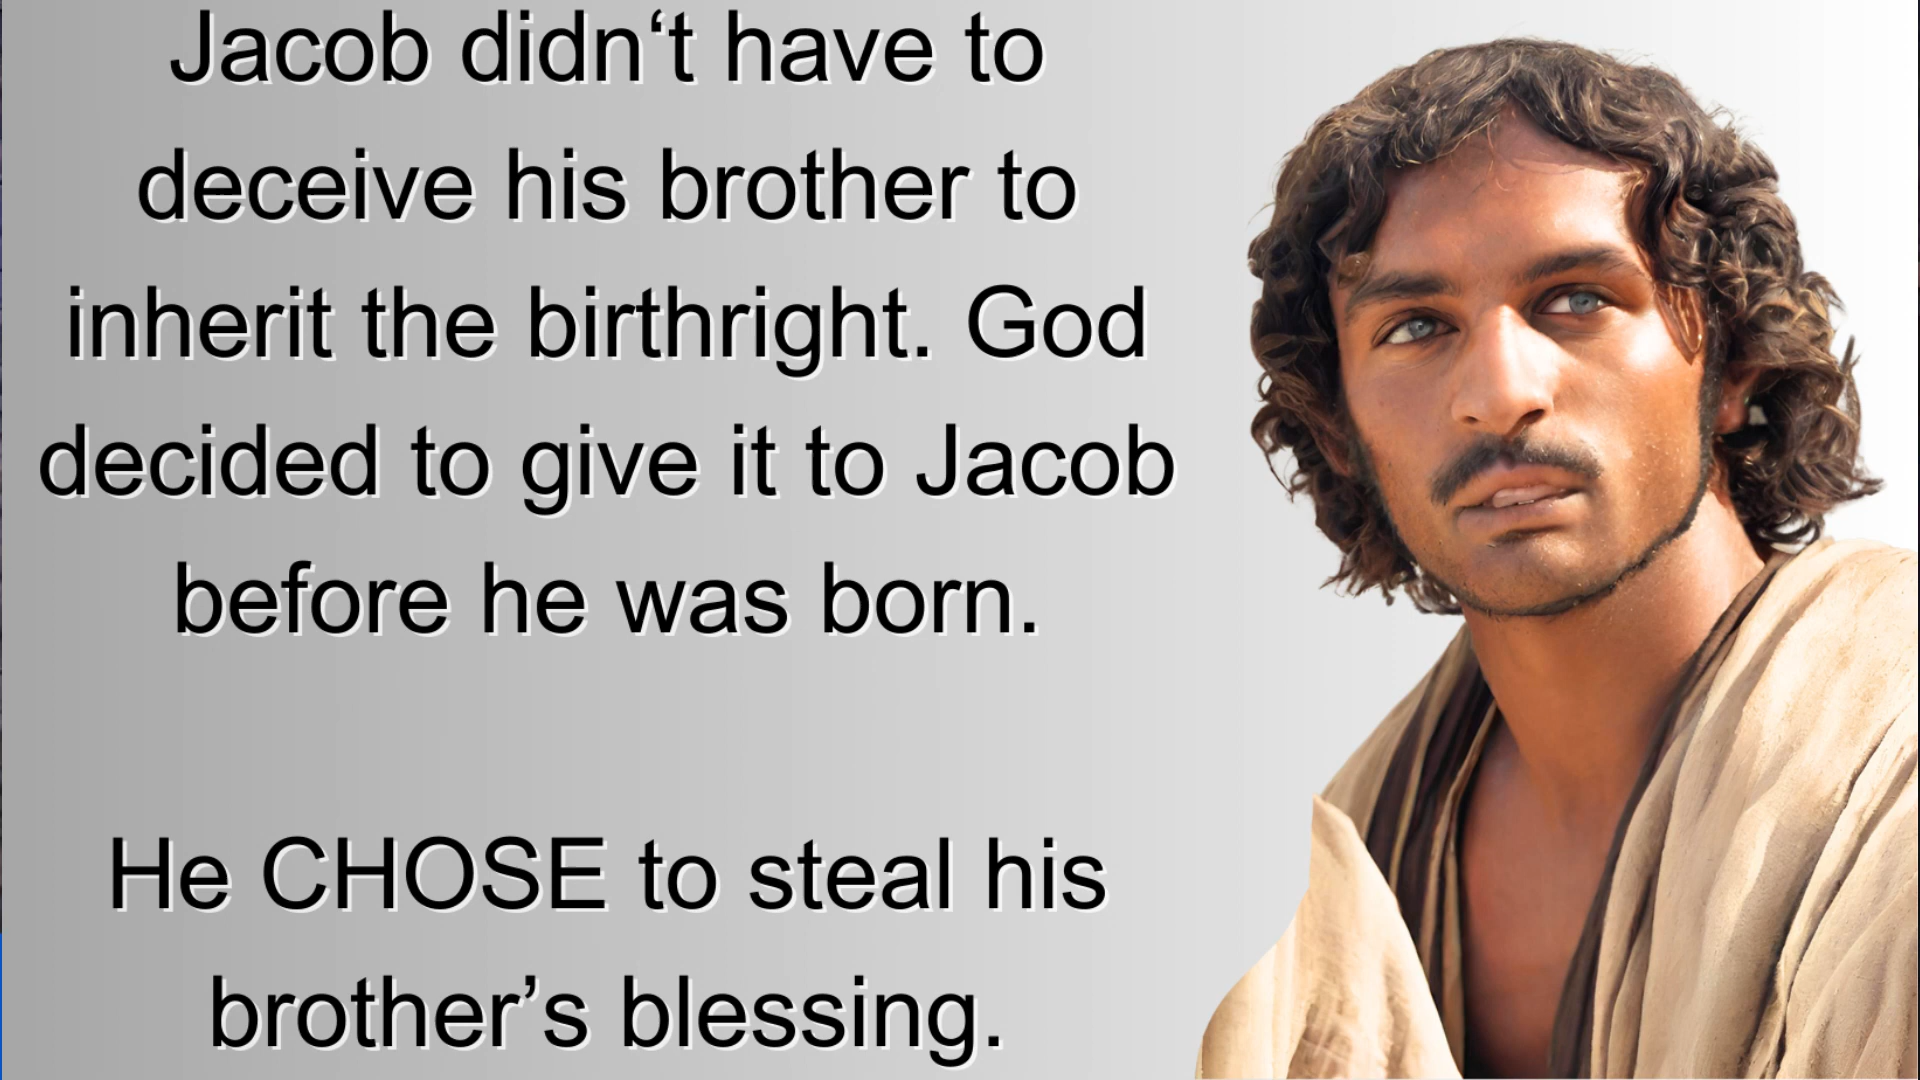 Jacob didn‘t have to
deceive his brother to
inherit the birthright. God
decided to give it to Jacob
before he was born.
He CHOSE to steal his
brother’s blessing.